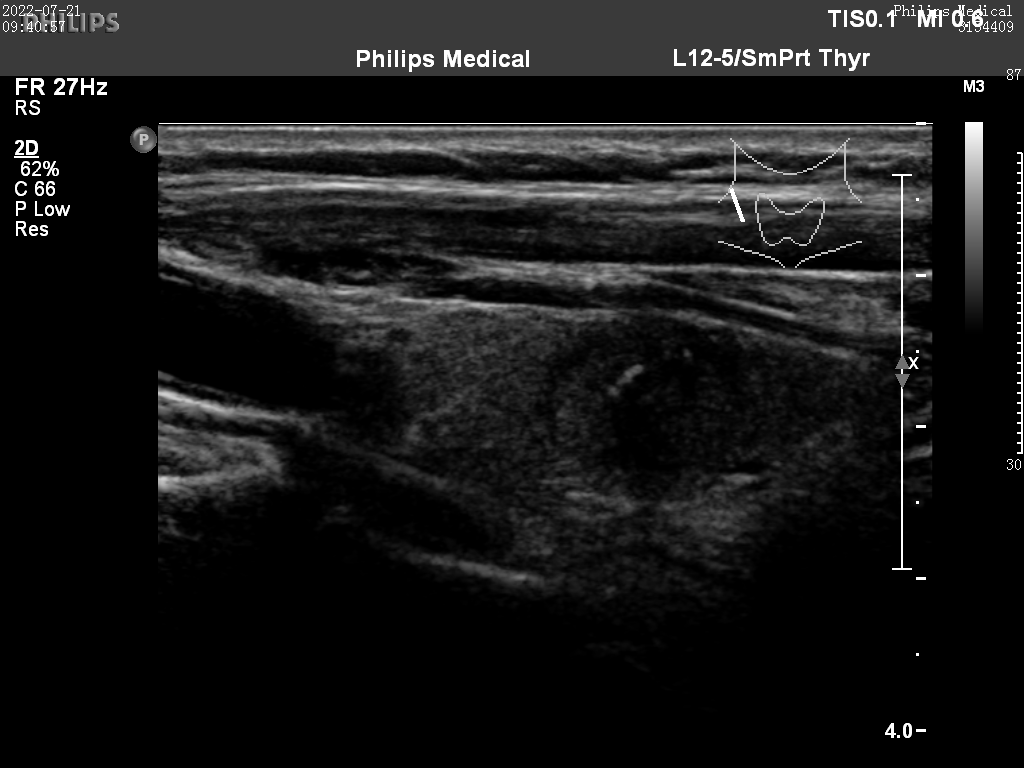 2022-07-21
09:40:57
PHILIPS
TIS0.1 MI 0.6
Philips Medical
Philips Medical
L12-5/SmPrt Thyr
87
FR 27Hz
RS
M3
P
2D
62%
C 66
P Low
Res
X
30
4.0